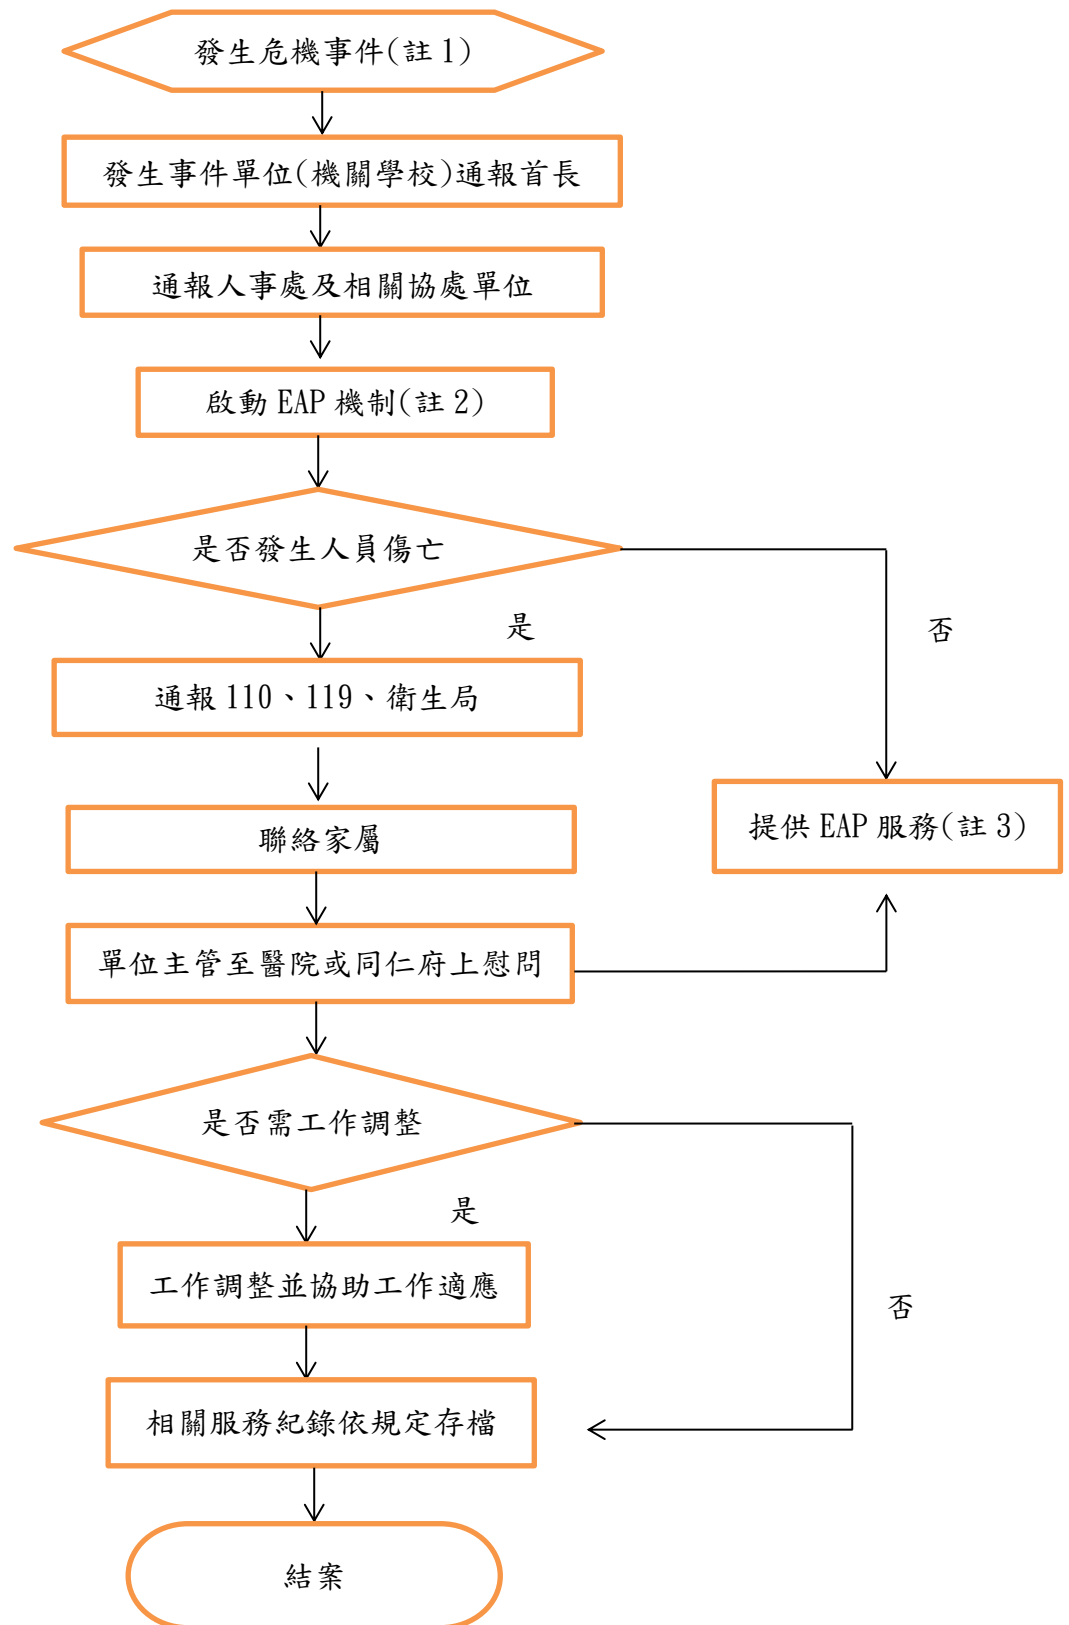 發生危機事件(註1)
發生事件單位(機關學校)通報首長
通報人事處及相關協處單位
啟動 EAP 機制(註2)
是否發生人員傷亡
是
否
通報 110、119、衛生局
聯絡家屬
提供 EAP 服務(註3)
單位主管至醫院或同仁府上慰問
是否需工作調整
是
工作調整並協助工作適應
否
相關服務紀錄依規定存檔
結案